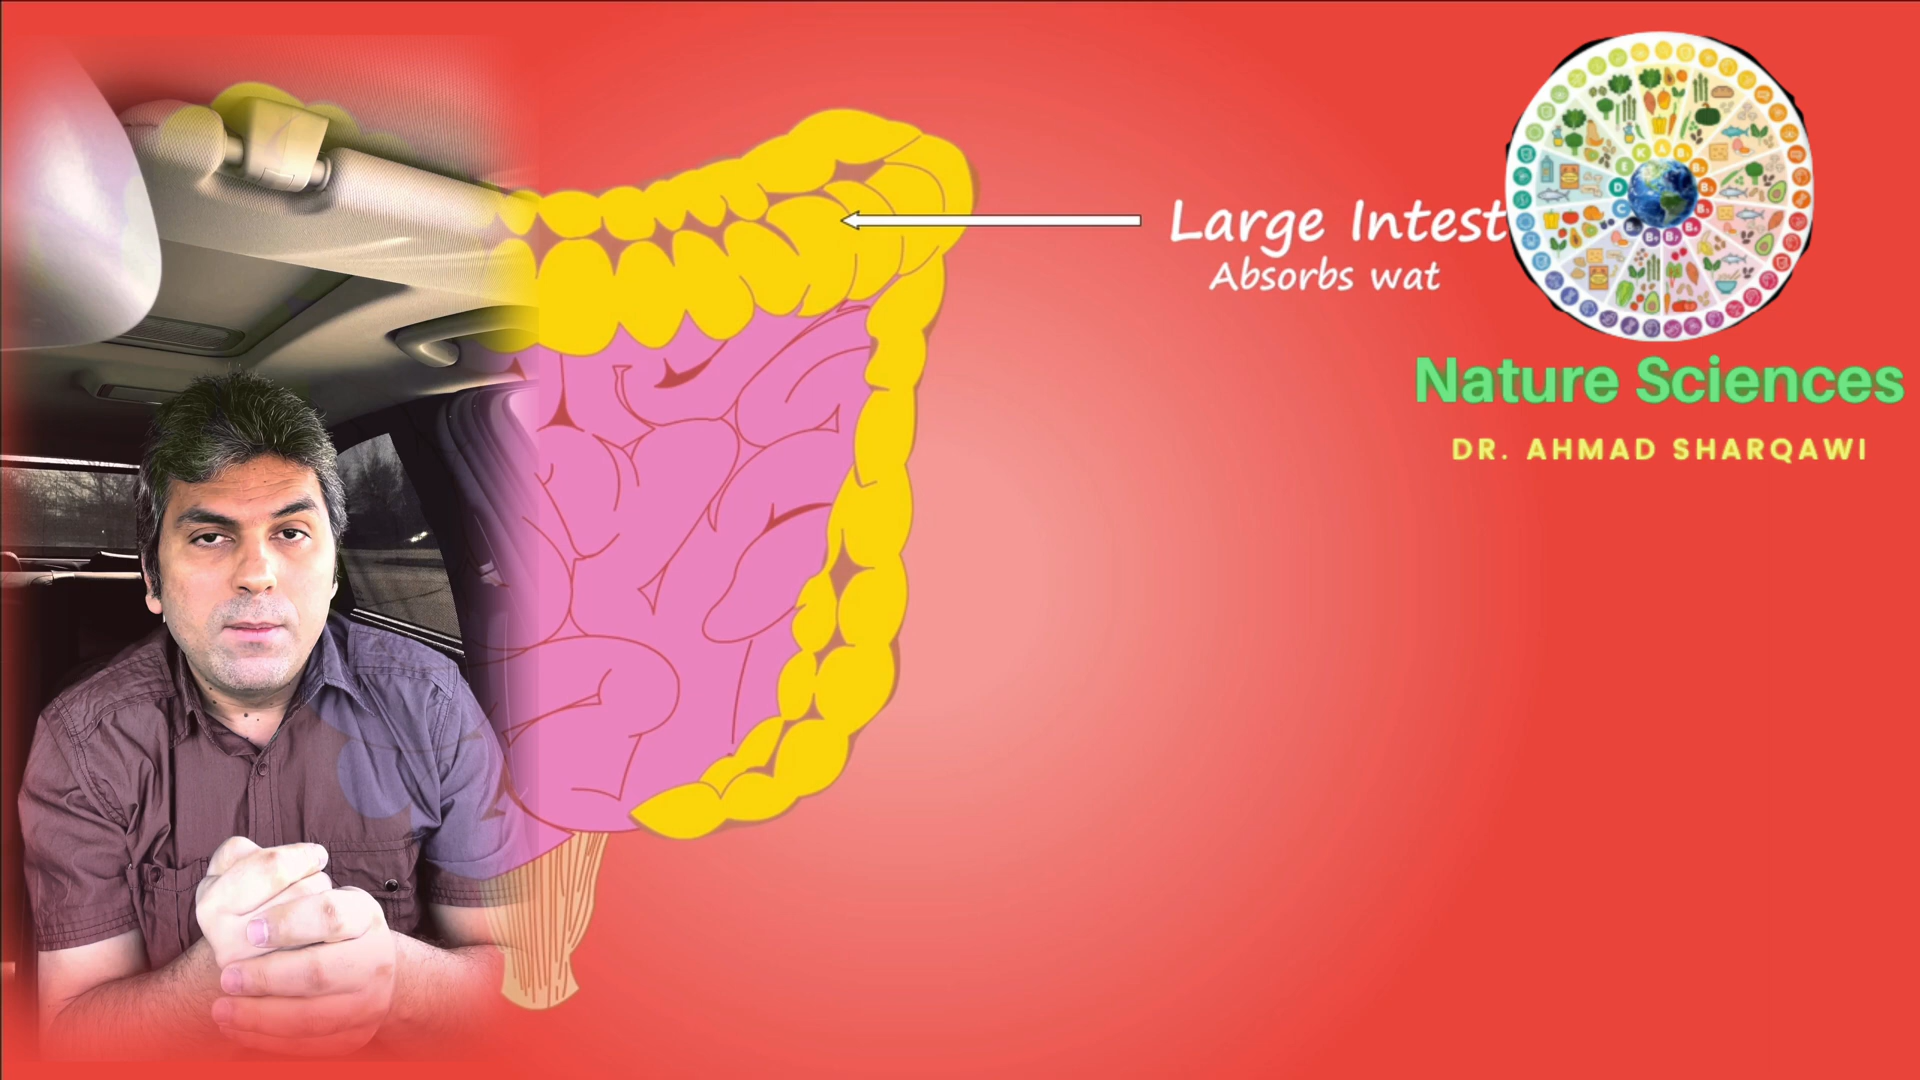 Large Intest
Absorbs wat
Nature Sciences
DR. AHMAD SHARQAWI